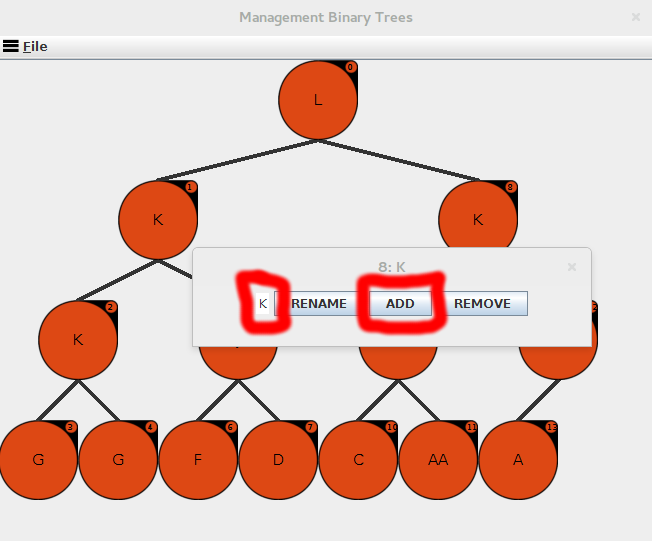 Management Binary Trees
File
0
L
1
8
K
K
8: K
2
K RENAME ADD REMOVE
K
3
4
6
7
10
11
13
G
G
F
D
C
AA
A